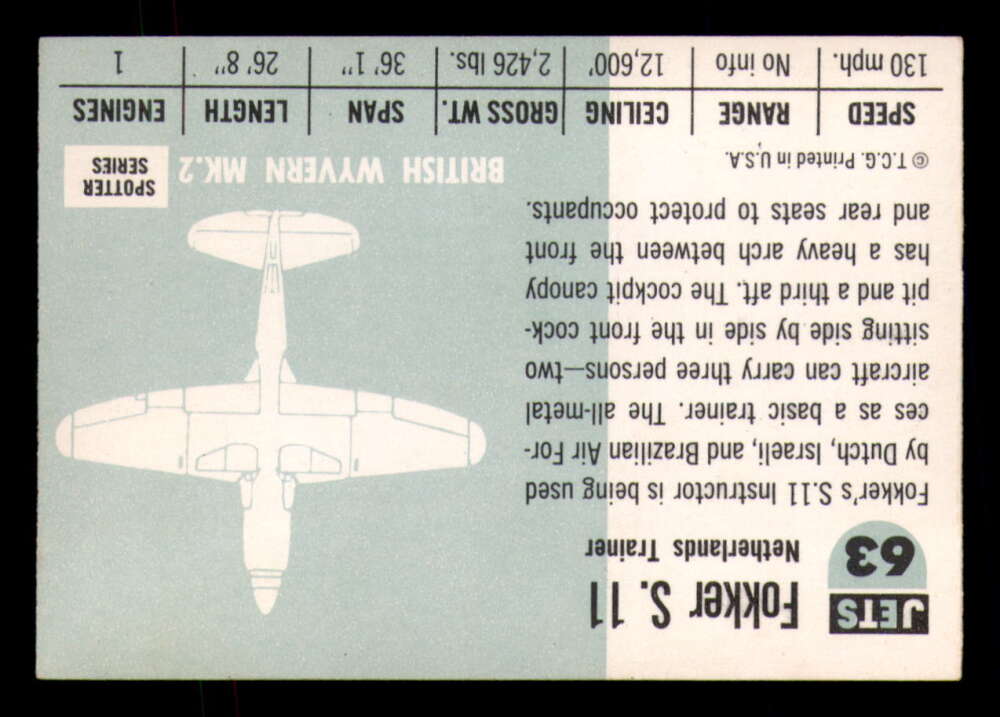 JETS
63
Fokker S. 11
Netherlands Trainer
Fokker's S.11 Instructor is being used
by Dutch, Israeli, and Brazilian Air For-
ces as a basic trainer. The all-metal
aircraft can carry three persons—two
sitting side by side in the front cock-
pit and a third aft. The cockpit canopy
has a heavy arch between the front
and rear seats to protect occupants.
© T.C.G. Printed in U.S.A.
BRITISH WYVERN MK.2
SPOTTER
SERIES
SPEED RANGE CEILING GROSS WT. SPAN LENGTH ENGINES
130 mph. No info 12,600' 2,426 lbs. 36' 1" 26' 8" 1